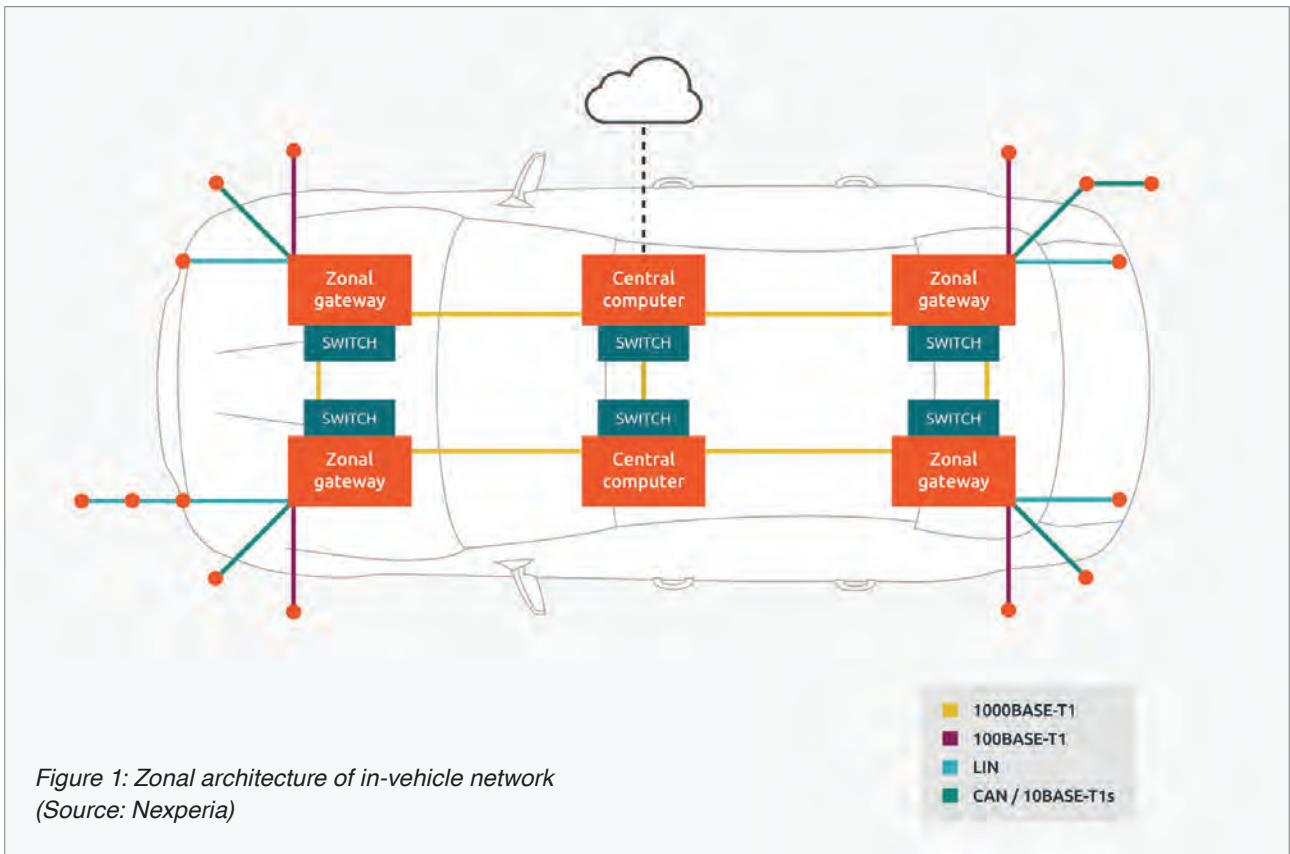 Zonal
gateway
Central
computer
Zonal
gateway
SWITCH
SWITCH
SWITCH
SWITCH
SWITCH
SWITCH
Zonal
gateway
Central
computer
Zonal
gateway
1000BASE-T1
100BASE-T1
LIN
CAN / 10BASE-T1s
Figure 1: Zonal architecture of in-vehicle network
(Source: Nexperia)